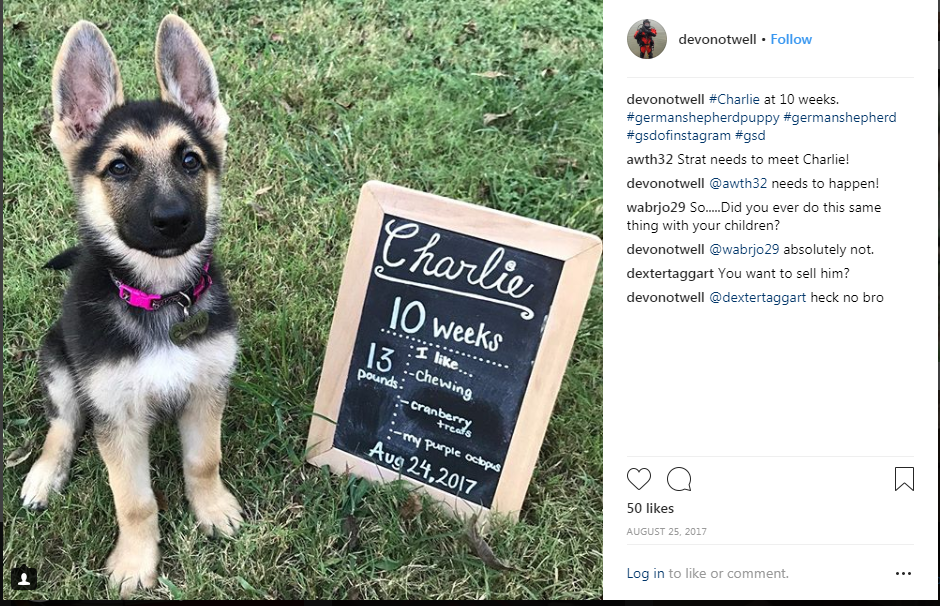 Charlie
10 weeks
13
pounds
I like...
-Chewing
-cranberry
treats
-my purple octopus
Aug 24, 2017
devonotwell • Follow
devonotwell #Charlie at 10 weeks.
#germanshepherdpuppy #germanshepherd
#gsdofinstagram #gsd
awth32 Strat needs to meet Charlie!
devonotwell @awth32 needs to happen!
wabrjo29 So.....Did you ever do this same
thing with your children?
devonotwell @wabrjo29 absolutely not.
dextertaggart You want to sell him?
devonotwell @dextertaggart heck no bro
50 likes
AUGUST 25, 2017
Log in to like or comment.